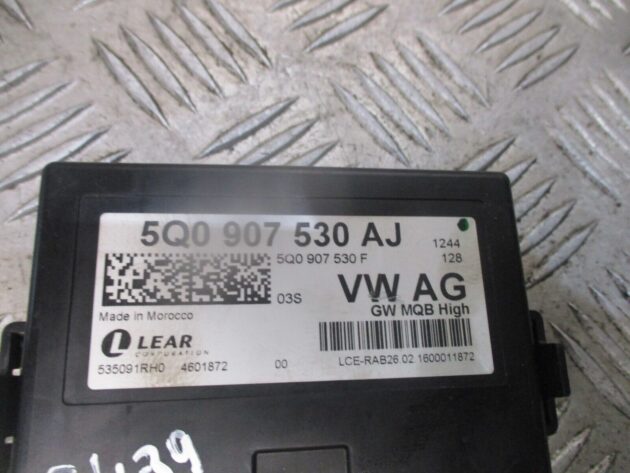 5Q0 907 530 AJ 1244
5Q0 907 530 F 128
03S VW AG
Made in Morocco GW MQB High
LEAR
CORPORATION
535091RH0 4601872 00 LCE-RAB26.02.1600011872